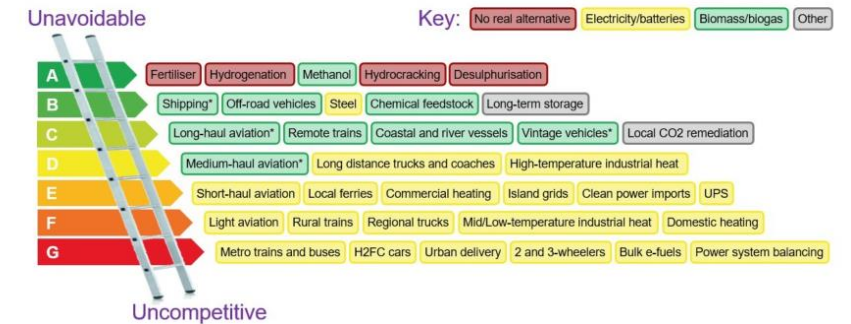 Unavoidable
Key: No real alternative Electricity/batteries Biomass/biogas Other
A Fertiliser Hydrogenation Methanol Hydrocracking Desulphurisation
B Shipping* Off-road vehicles Steel Chemical feedstock Long-term storage
C Long-haul aviation* Remote trains Coastal and river vessels Vintage vehicles* Local CO2 remediation
D Medium-haul aviation* Long distance trucks and coaches High-temperature industrial heat
E Short-haul aviation Local ferries Commercial heating Island grids Clean power imports UPS
F Light aviation Rural trains Regional trucks Mid/Low-temperature industrial heat Domestic heating
G Metro trains and buses H2FC cars Urban delivery 2 and 3-wheelers Bulk e-fuels Power system balancing
Uncompetitive